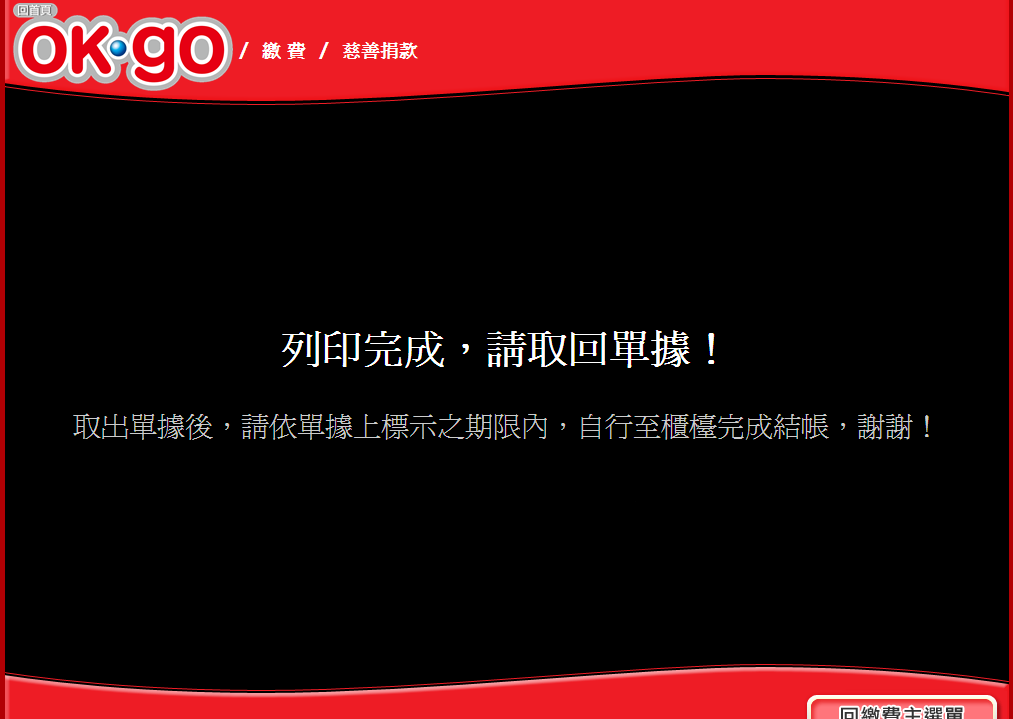 回首頁
OK·go / 繳 費 / 慈善捐款
列印完成，請取回單據！
取出單據後，請依單據上標示之期限內，自行至櫃檯完成結帳，謝謝！
回繳費主選單